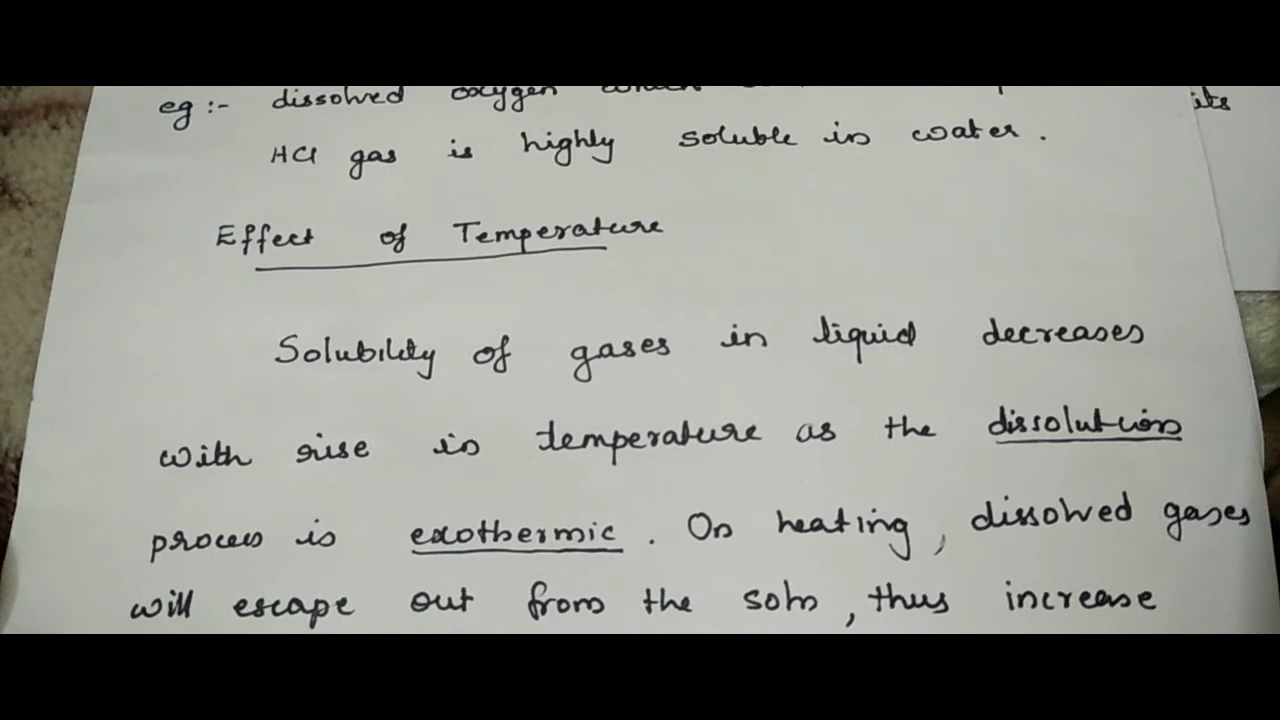 eg :- dissolved oxygen which
its
HCl gas is highly soluble in water .
Effect of Temperature
Solubility of gases in liquid decreases
with rise in temperature as the dissolution
process is exothermic . On heating , dissolved gases
will escape out from the soln , thus increase